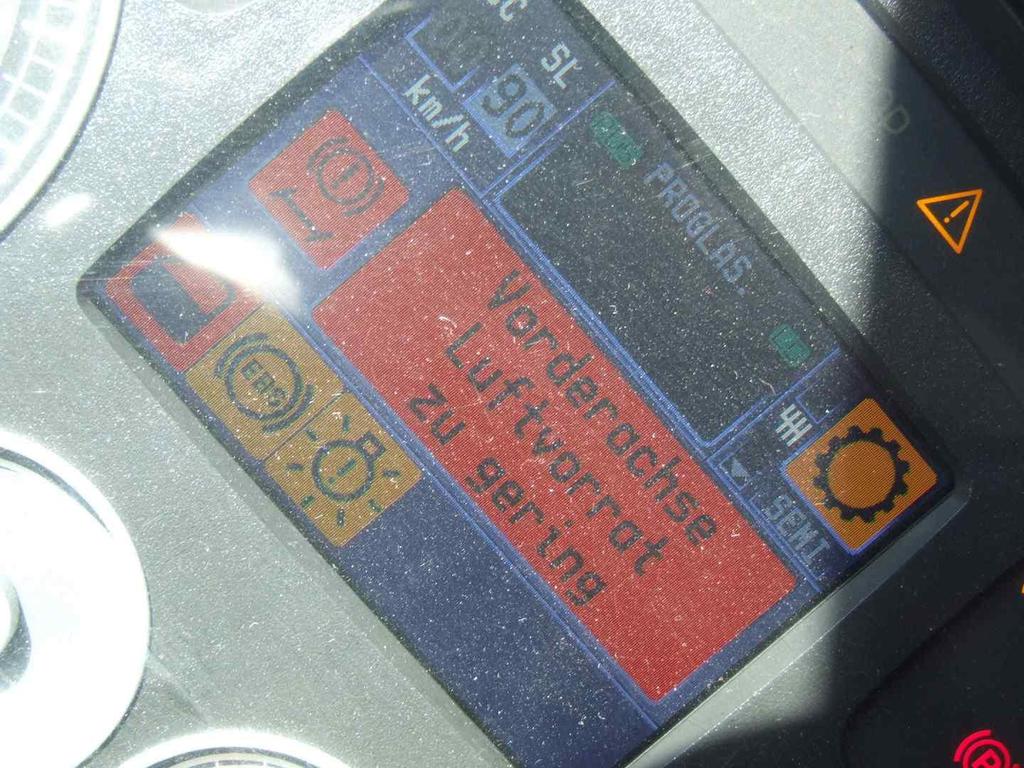 SL
90
km/h
PROGLAS.
Vorderachse
Luftvorrat
zu gering
SEMI
EBS
P